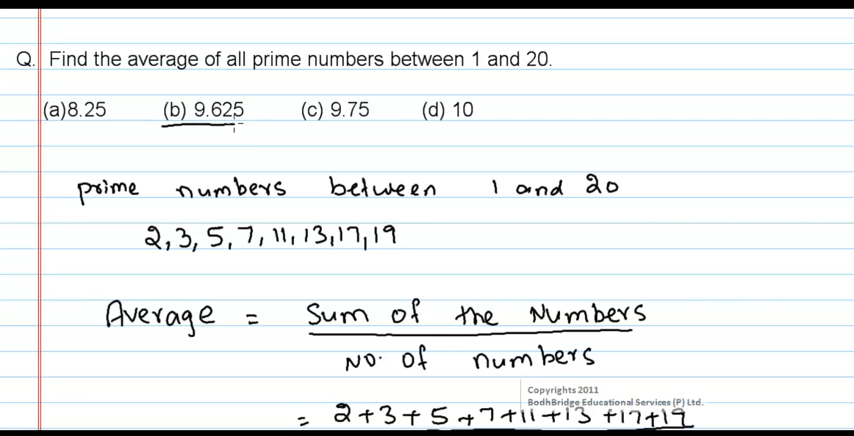 Q. Find the average of all prime numbers between 1 and 20.
(a)8.25 (b) 9.625 (c) 9.75 (d) 10
prime numbers between 1 and 20
2, 3, 5, 7, 11, 13, 17, 19
Average = Sum of the Numbers
No. of numbers
Copyrights 2011
BodhBridge Educational Services (P) Ltd.
= 2+3+5+7+11+13+17+19